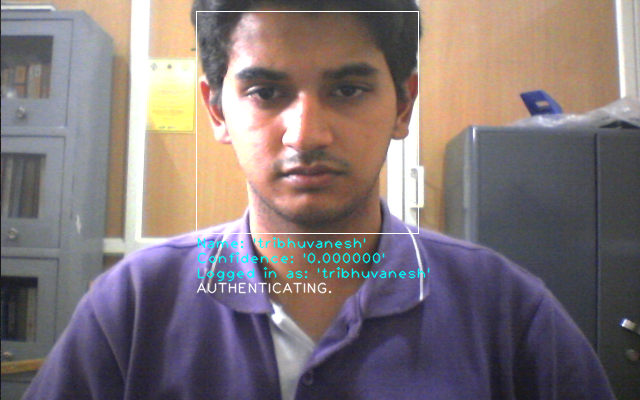 Name: 'tribhuvanesh'
Confidence: '0.000000'
Logged in as: 'tribhuvanesh'
AUTHENTICATING.